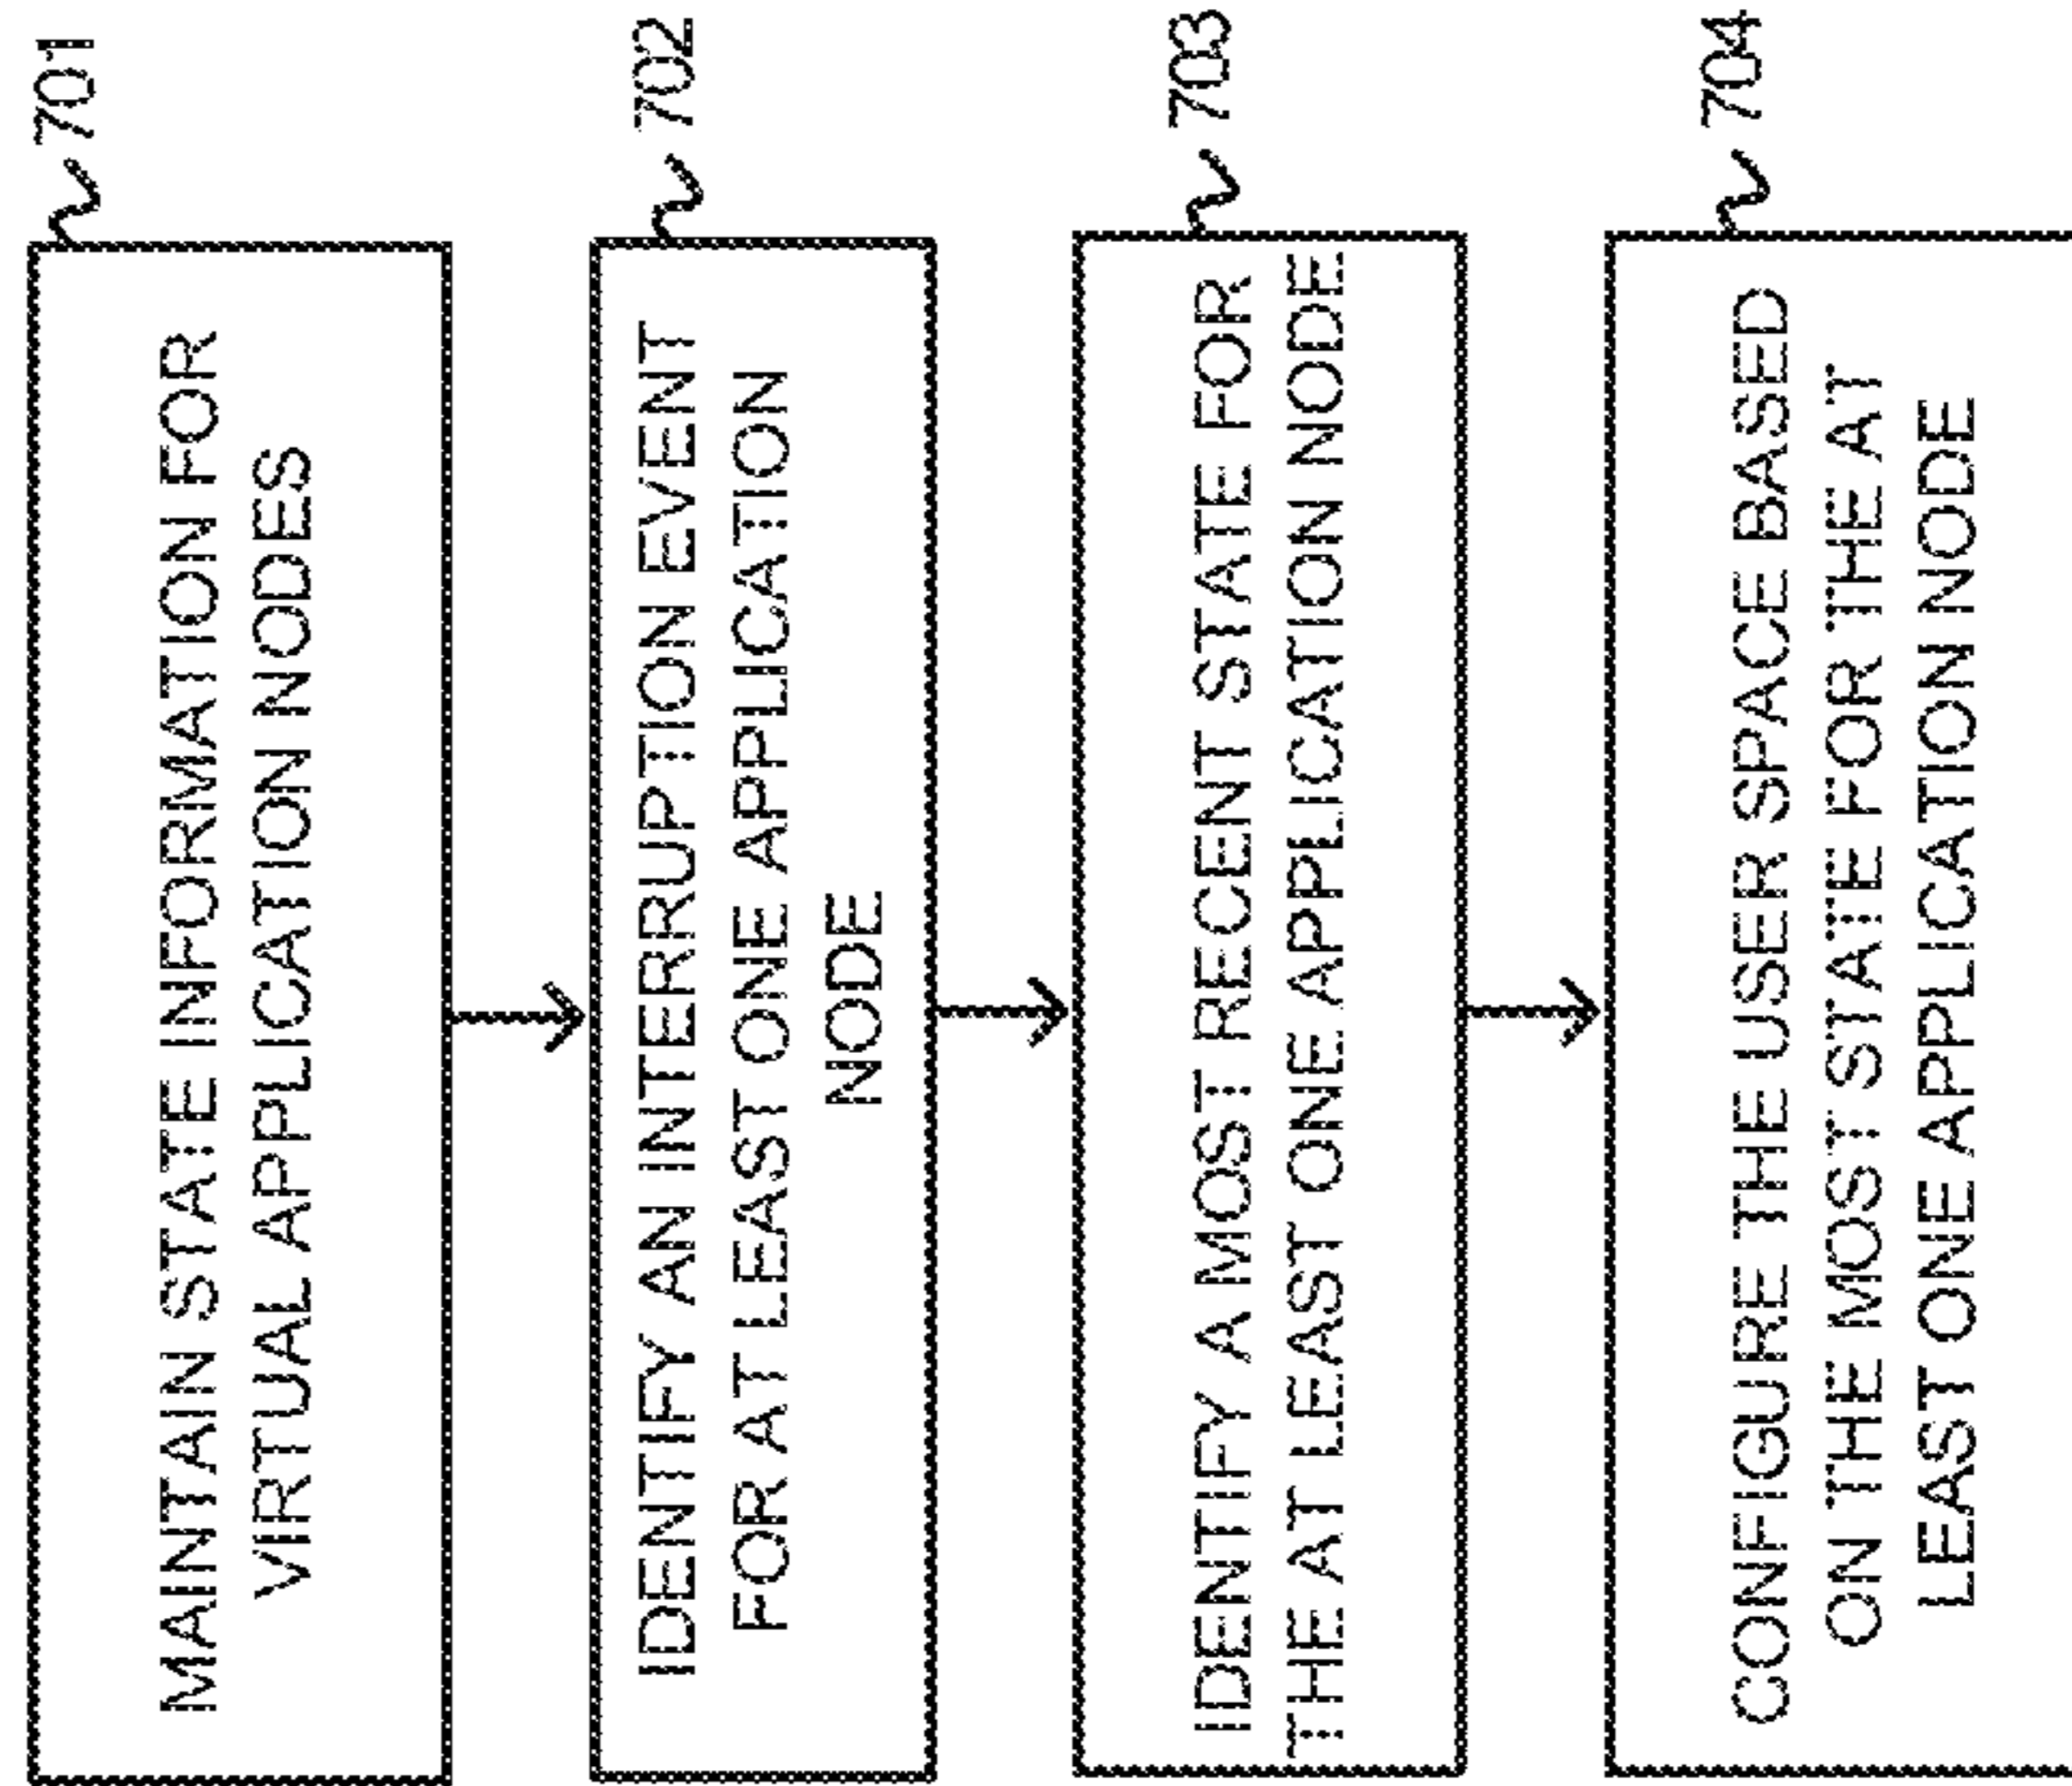 701
MAINTAIN STATE INFORMATION FOR
VIRTUAL APPLICATION NODES
702
IDENTIFY AN INTERRUPTION EVENT
FOR AT LEAST ONE APPLICATION
NODE
703
IDENTIFY A MOST RECENT STATE FOR
THE AT LEAST ONE APPLICATION NODE
704
CONFIGURE THE USER SPACE BASED
ON THE MOST STATE FOR THE AT
LEAST ONE APPLICATION NODE